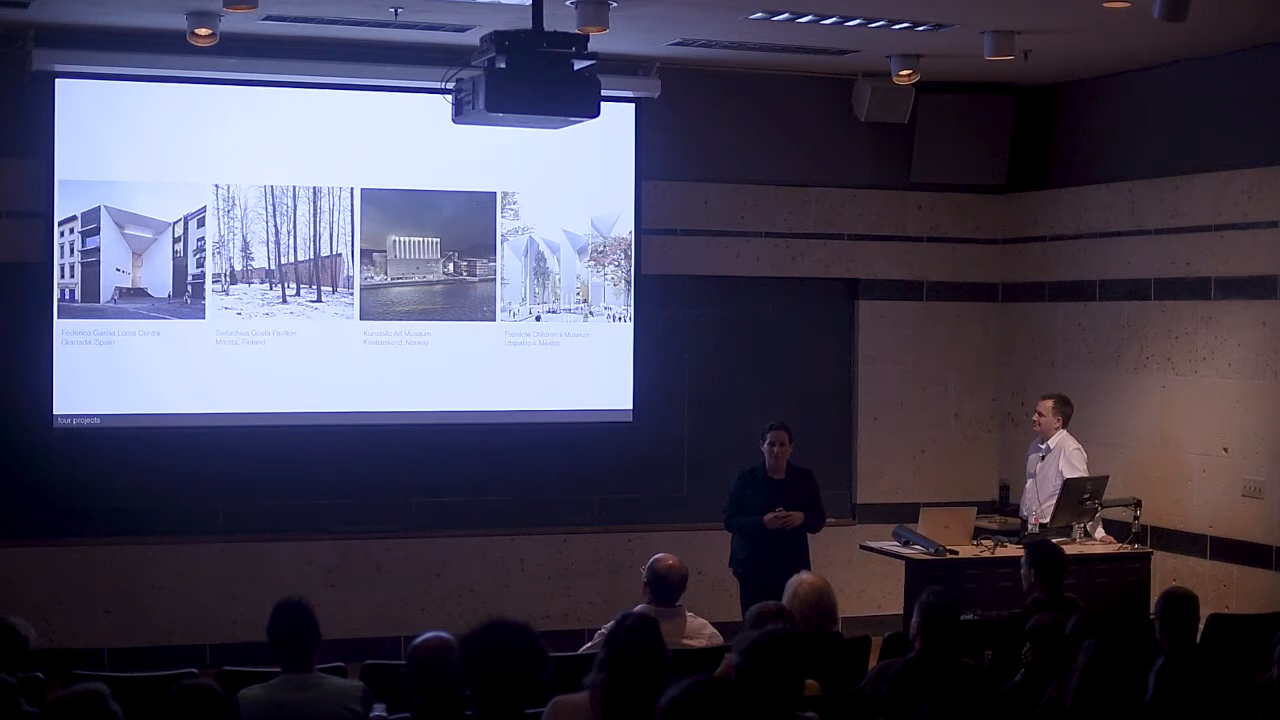 Federico García Lorca Centre
Granada, Spain
Serlachius Gösta Pavilion
Mänttä, Finland
Kunstsilo Art Museum
Kristiansand, Norway
Papalote Children's Museum
Iztapalapa, México
four projects